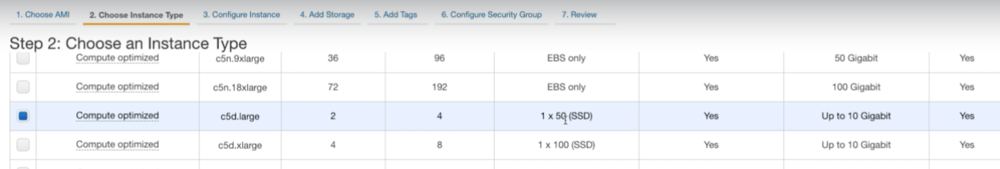 1. Choose AMI 2. Choose Instance Type 3. Configure Instance 4. Add Storage 5. Add Tags 6. Configure Security Group 7. Review
Step 2: Choose an Instance Type
Compute optimized c5n.9xlarge 36 96 EBS only Yes 50 Gigabit Yes
Compute optimized c5n.18xlarge 72 192 EBS only Yes 100 Gigabit Yes
Compute optimized c5d.large 2 4 1 x 50 (SSD) Yes Up to 10 Gigabit Yes
Compute optimized c5d.xlarge 4 8 1 x 100 (SSD) Yes Up to 10 Gigabit Yes